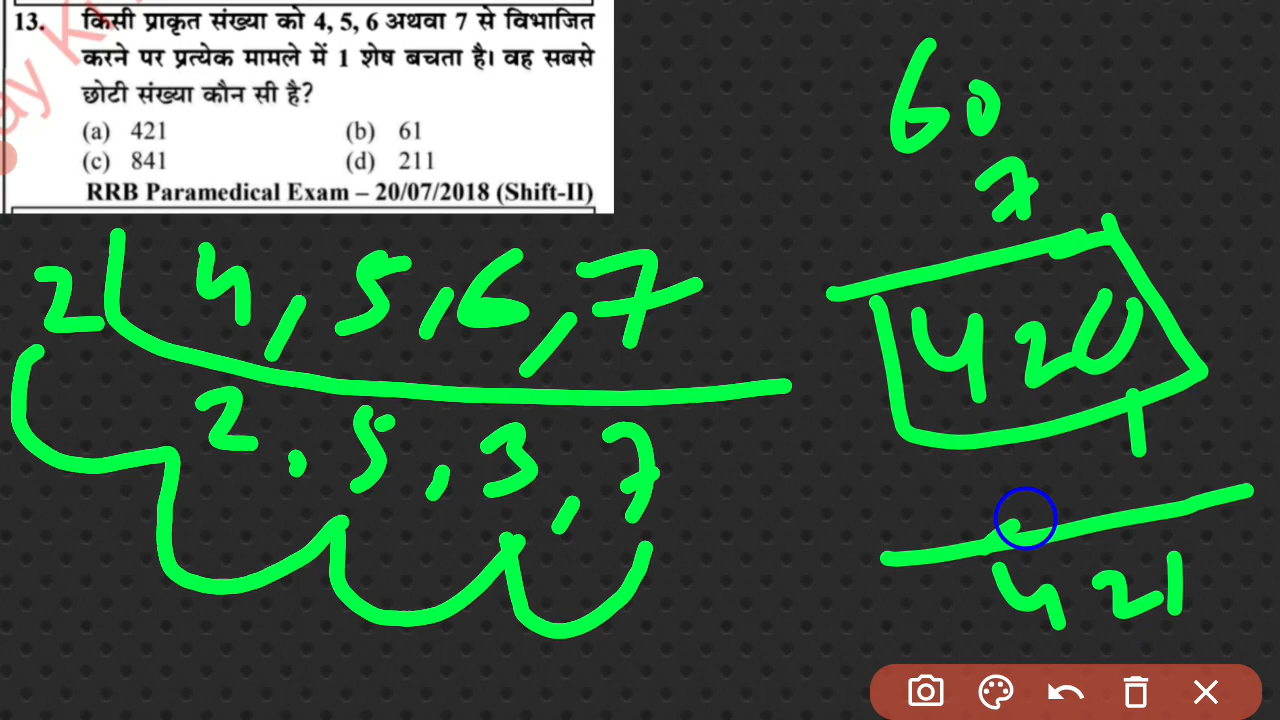 13. किसी प्राकृत संख्या को 4, 5, 6 अथवा 7 से विभाजित
करने पर प्रत्येक मामले में 1 शेष बचता है। वह सबसे
छोटी संख्या कौन सी है?
(a) 421 (b) 61
(c) 841 (d) 211
RRB Paramedical Exam – 20/07/2018 (Shift-II)
2 4, 5, 6, 7
2, 5, 3, 7
60
7
420
1
421